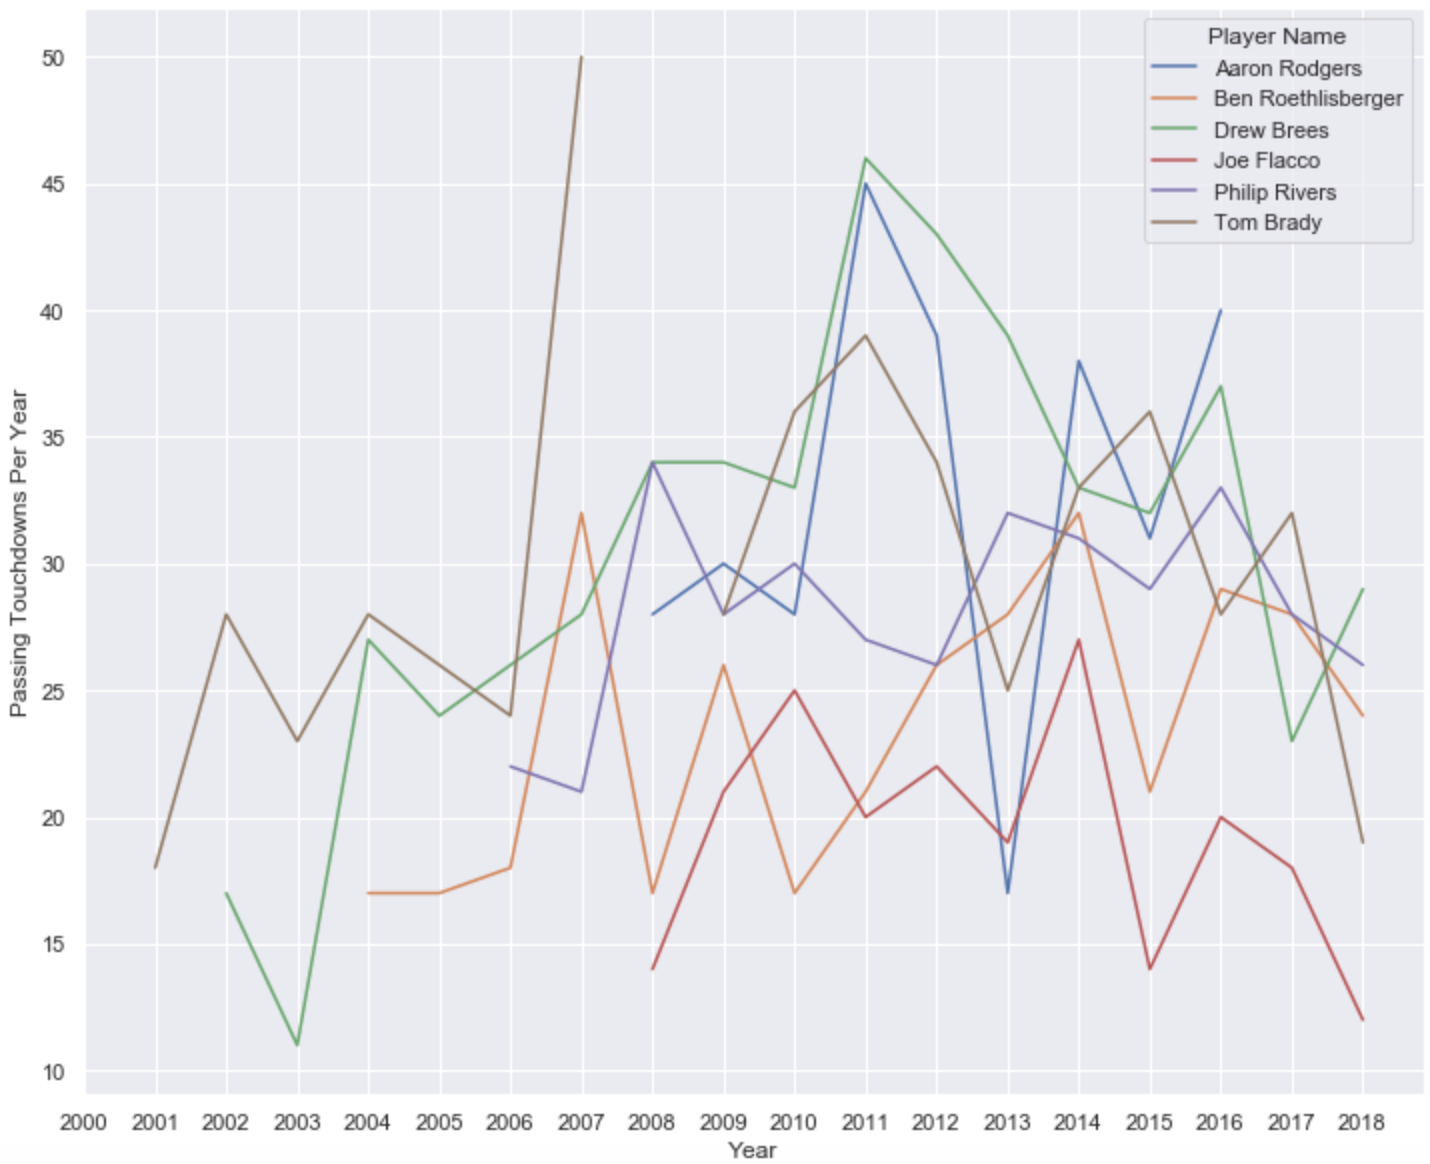 Player Name
Aaron Rodgers
Ben Roethlisberger
Drew Brees
Joe Flacco
Philip Rivers
Tom Brady
Passing Touchdowns Per Year
50
45
40
35
30
25
20
15
10
2000 2001 2002 2003 2004 2005 2006 2007 2008 2009 2010 2011 2012 2013 2014 2015 2016 2017 2018
Year